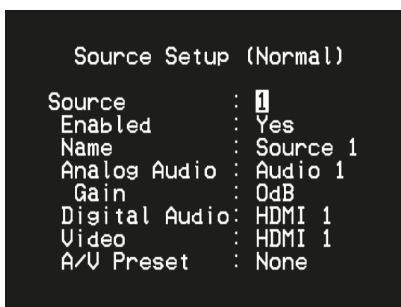 Source Setup (Normal)
Source : 1
Enabled : Yes
Name : Source 1
Analog Audio : Audio 1
Gain : 0dB
Digital Audio: HDMI 1
Video : HDMI 1
A/V Preset : None